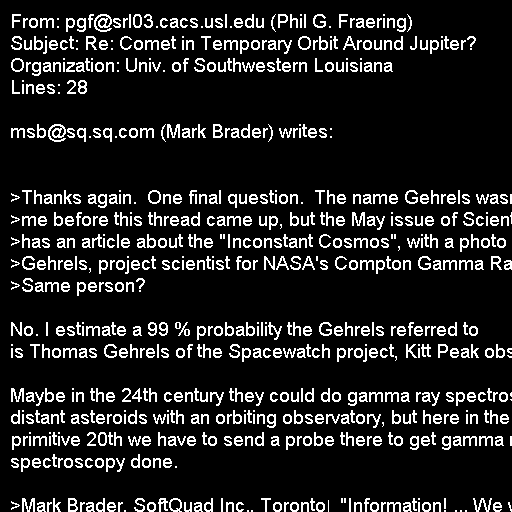 From: pgf@srl03.cacs.usl.edu (Phil G. Fraering)
Subject: Re: Comet in Temporary Orbit Around Jupiter?
Organization: Univ. of Southwestern Louisiana
Lines: 28
msb@sq.sq.com (Mark Brader) writes:
>Thanks again.  One final question.  The name Gehrels wasn
>me before this thread came up, but the May issue of Scient
>has an article about the "Inconstant Cosmos", with a photo
>Gehrels, project scientist for NASA's Compton Gamma Ra
>Same person?
No. I estimate a 99 % probability the Gehrels referred to
is Thomas Gehrels of the Spacewatch project, Kitt Peak obs
Maybe in the 24th century they could do gamma ray spectros
distant asteroids with an orbiting observatory, but here in the
primitive 20th we have to send a probe there to get gamma r
spectroscopy done.
>Mark Brader, SoftQuad Inc., Toronto| "Information! ... We w